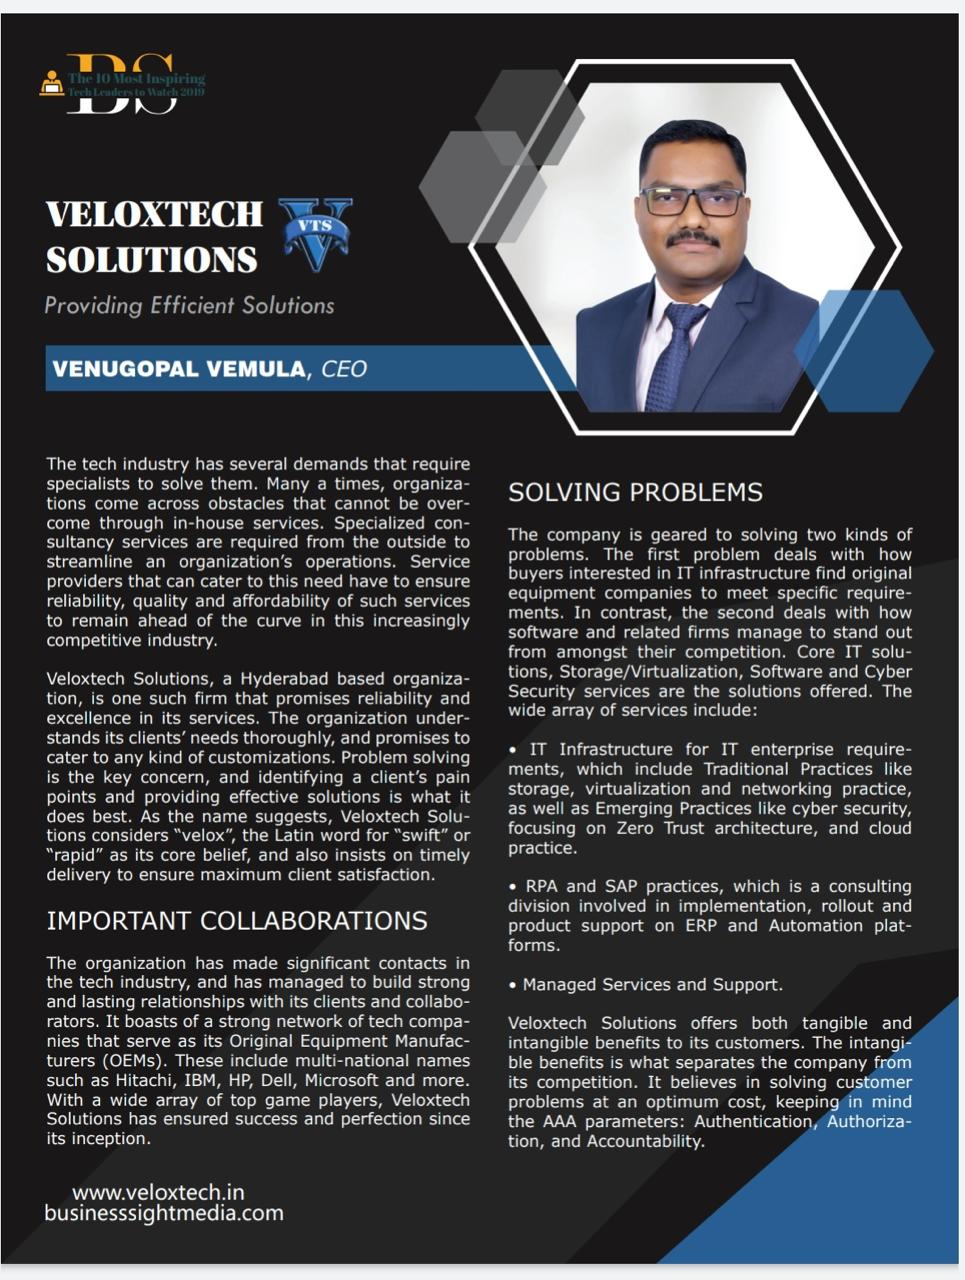 BS
The 10 Most Inspiring
Tech Leaders to Watch 2019
VELOXTECH
SOLUTIONS
VTS
Providing Efficient Solutions
VENUGOPAL VEMULA, CEO
The tech industry has several demands that require
specialists to solve them. Many a times, organiza-
tions come across obstacles that cannot be over-
come through in-house services. Specialized con-
sultancy services are required from the outside to
streamline an organization's operations. Service
providers that can cater to this need have to ensure
reliability, quality and affordability of such services
to remain ahead of the curve in this increasingly
competitive industry.
Veloxtech Solutions, a Hyderabad based organiza-
tion, is one such firm that promises reliability and
excellence in its services. The organization under-
stands its clients' needs thoroughly, and promises to
cater to any kind of customizations. Problem solving
is the key concern, and identifying a client's pain
points and providing effective solutions is what it
does best. As the name suggests, Veloxtech Solu-
tions considers “velox”, the Latin word for “swift” or
“rapid” as its core belief, and also insists on timely
delivery to ensure maximum client satisfaction.
IMPORTANT COLLABORATIONS
The organization has made significant contacts in
the tech industry, and has managed to build strong
and lasting relationships with its clients and collabo-
rators. It boasts of a strong network of tech compa-
nies that serve as its Original Equipment Manufac-
turers (OEMs). These include multi-national names
such as Hitachi, IBM, HP, Dell, Microsoft and more.
With a wide array of top game players, Veloxtech
Solutions has ensured success and perfection since
its inception.
www.veloxtech.in
businesssightmedia.com
SOLVING PROBLEMS
The company is geared to solving two kinds of
problems. The first problem deals with how
buyers interested in IT infrastructure find original
equipment companies to meet specific require-
ments. In contrast, the second deals with how
software and related firms manage to stand out
from amongst their competition. Core IT solu-
tions, Storage/Virtualization, Software and Cyber
Security services are the solutions offered. The
wide array of services include:
• IT Infrastructure for IT enterprise require-
ments, which include Traditional Practices like
storage, virtualization and networking practice,
as well as Emerging Practices like cyber security,
focusing on Zero Trust architecture, and cloud
practice.
• RPA and SAP practices, which is a consulting
division involved in implementation, rollout and
product support on ERP and Automation plat-
forms.
• Managed Services and Support.
Veloxtech Solutions offers both tangible and
intangible benefits to its customers. The intangi-
ble benefits is what separates the company from
its competition. It believes in solving customer
problems at an optimum cost, keeping in mind
the AAA parameters: Authentication, Authoriza-
tion, and Accountability.